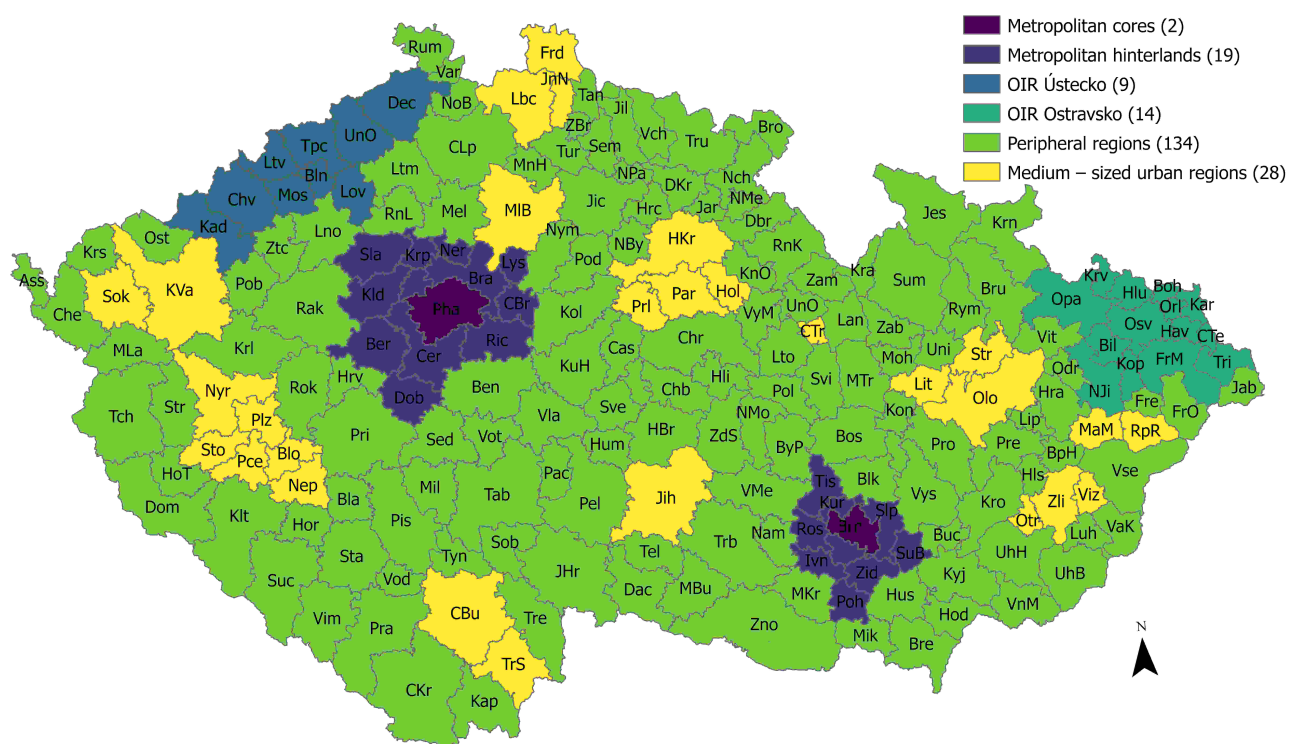 Metropolitan cores (2)
Metropolitan hinterlands (19)
OIR Ústecko (9)
OIR Ostravsko (14)
Peripheral regions (134)
Medium – sized urban regions (28)
Rum
Frd
Var
JnN
Dec
NoB
Lbc
Tan
Jil
UnO
ZBr
Vch
Tru
Bro
Tpc
CLp
Tur
Sem
Ltv
Bln
Ltm
MnH
NPa
DKr
Nch
Chv
Mos
Lov
RnL
Mel
MlB
Jic
Hrc
Jar
NMe
Jes
Krn
Kad
Lno
Nym
NBy
HKr
Dbr
RnK
Ost
Ztc
Sla
Krp
Ner
Lys
Pod
KnO
Zam
Kra
Sum
Krs
Ass
Sok
KVa
Pob
Bra
Kld
CBr
Prl
Par
Hol
UnO
Bru
Krv
Opa
Hlu
Boh
Orl
Kar
Che
Rak
Pha
Kol
VyM
CTr
Lan
Zab
Rym
Osv
Hav
CTe
MLa
Krl
Ber
Cer
Ric
Cas
Chr
Lto
Moh
Uni
Str
Vit
Bil
Kop
FrM
Tri
Nyr
Rok
Hrv
Dob
Ben
KuH
Chb
Hli
Pol
Svi
MTr
Lit
Olo
Odr
Hra
NJi
Fre
FrO
Jab
Tch
Str
Plz
Vla
Sve
NMo
Kon
Lip
MaM
RpR
Sto
Pce
Blo
Pri
Sed
Vot
Hum
HBr
ZdS
ByP
Bos
Pro
Pre
BpH
HoT
Nep
Bla
Mil
Tab
Pac
Pel
Jih
VMe
Tis
Blk
Vys
Kro
Hls
Zli
Viz
Vse
Dom
Klt
Hor
Pis
Kur
Slp
Otr
Luh
VaK
Sta
Tyn
Sob
Tel
Trb
Nam
Ros
Buc
UhH
Suc
Vod
JHr
Dac
MBu
Ivn
Zid
SuB
Kyj
UhB
Vim
Pra
CBu
Tre
Zno
MKr
Poh
Hus
Hod
VnM
TrS
Mik
Bre
CKr
Kap
N